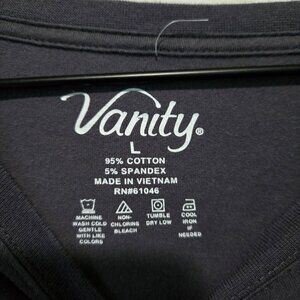 Vanity®
L
95% COTTON
5% SPANDEX
MADE IN VIETNAM
RN#61046
MACHINE WASH COLD GENTLE WITH LIKE COLORS
NON-CHLORINE BLEACH
TUMBLE DRY LOW
COOL IRON IF NEEDED